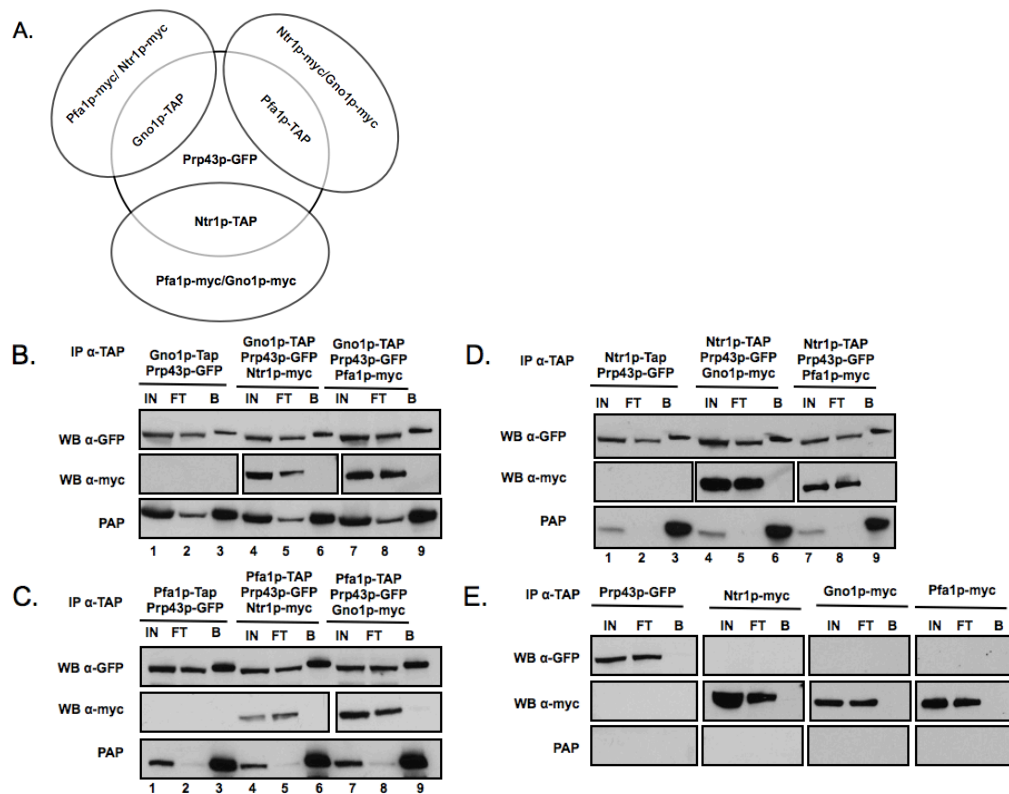 A.
Pfa1p-myc/ Ntr1p-myc
Gno1p-TAP
Ntr1p-myc/Gno1p-myc
Pfa1p-TAP
Prp43p-GFP
Ntr1p-TAP
Pfa1p-myc/Gno1p-myc
B.
IP α-TAP
Gno1p-Tap
Prp43p-GFP
Gno1p-TAP
Prp43p-GFP
Ntr1p-myc
Gno1p-TAP
Prp43p-GFP
Pfa1p-myc
IN FT B IN FT B IN FT B
WB α-GFP
WB α-myc
PAP
1 2 3 4 5 6 7 8 9
C.
IP α-TAP
Pfa1p-Tap
Prp43p-GFP
Pfa1p-TAP
Prp43p-GFP
Ntr1p-myc
Pfa1p-TAP
Prp43p-GFP
Gno1p-myc
IN FT B IN FT B IN FT B
WB α-GFP
WB α-myc
PAP
1 2 3 4 5 6 7 8 9
D.
IP α-TAP
Ntr1p-Tap
Prp43p-GFP
Ntr1p-TAP
Prp43p-GFP
Gno1p-myc
Ntr1p-TAP
Prp43p-GFP
Pfa1p-myc
IN FT B IN FT B IN FT B
WB α-GFP
WB α-myc
PAP
1 2 3 4 5 6 7 8 9
E.
IP α-TAP
Prp43p-GFP
Ntr1p-myc
Gno1p-myc
Pfa1p-myc
IN FT B IN FT B IN FT B IN FT B
WB α-GFP
WB α-myc
PAP